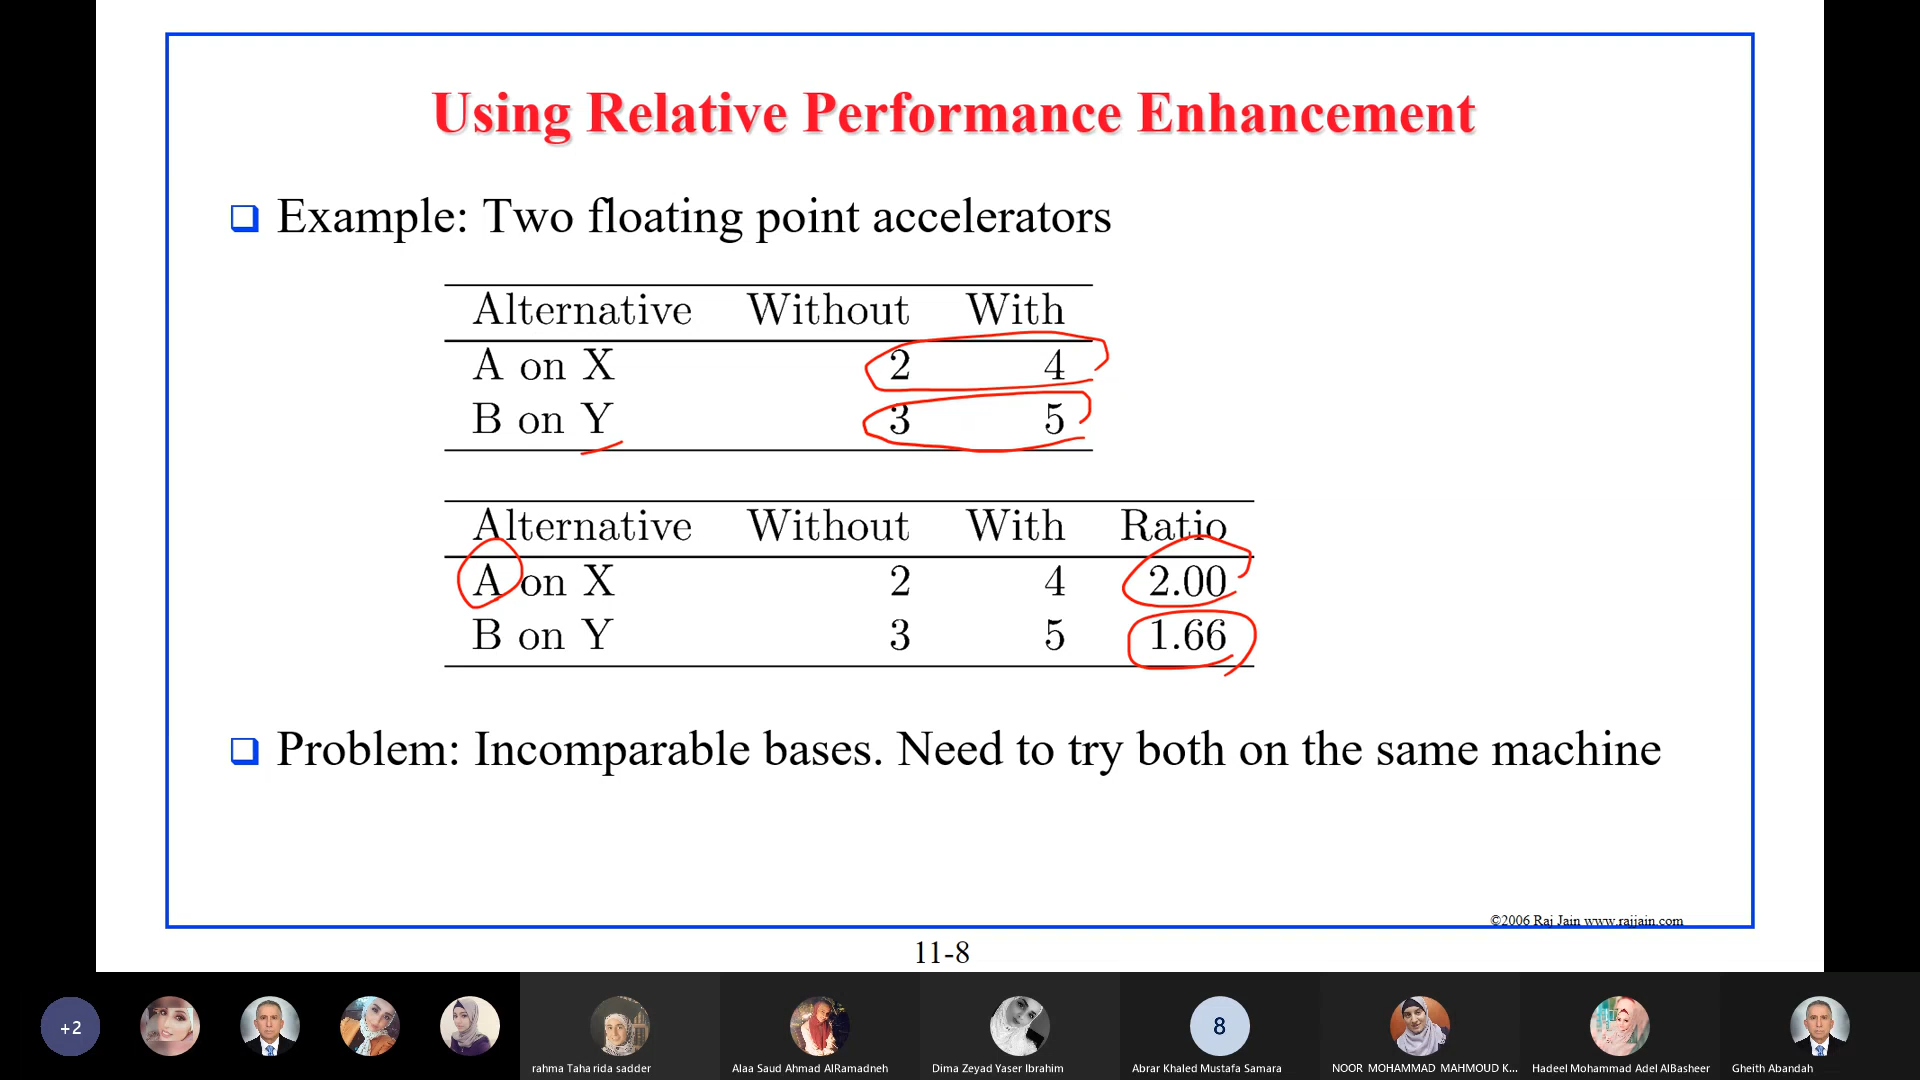 Using Relative Performance Enhancement
Example: Two floating point accelerators
Alternative Without With
A on X 2 4
B on Y 3 5
Alternative Without With Ratio
A on X 2 4 2.00
B on Y 3 5 1.66
Problem: Incomparable bases. Need to try both on the same machine
©2006 Raj Jain www.rajjain.com
11-8
+2
8
rahma Taha rida sadder
Alaa Saud Ahmad AlRamadneh
Dima Zeyad Yaser Ibrahim
Abrar Khaled Mustafa Samara
NOOR MOHAMMAD MAHMOUD K...
Hadeel Mohammad Adel AlBasheer
Gheith Abandah